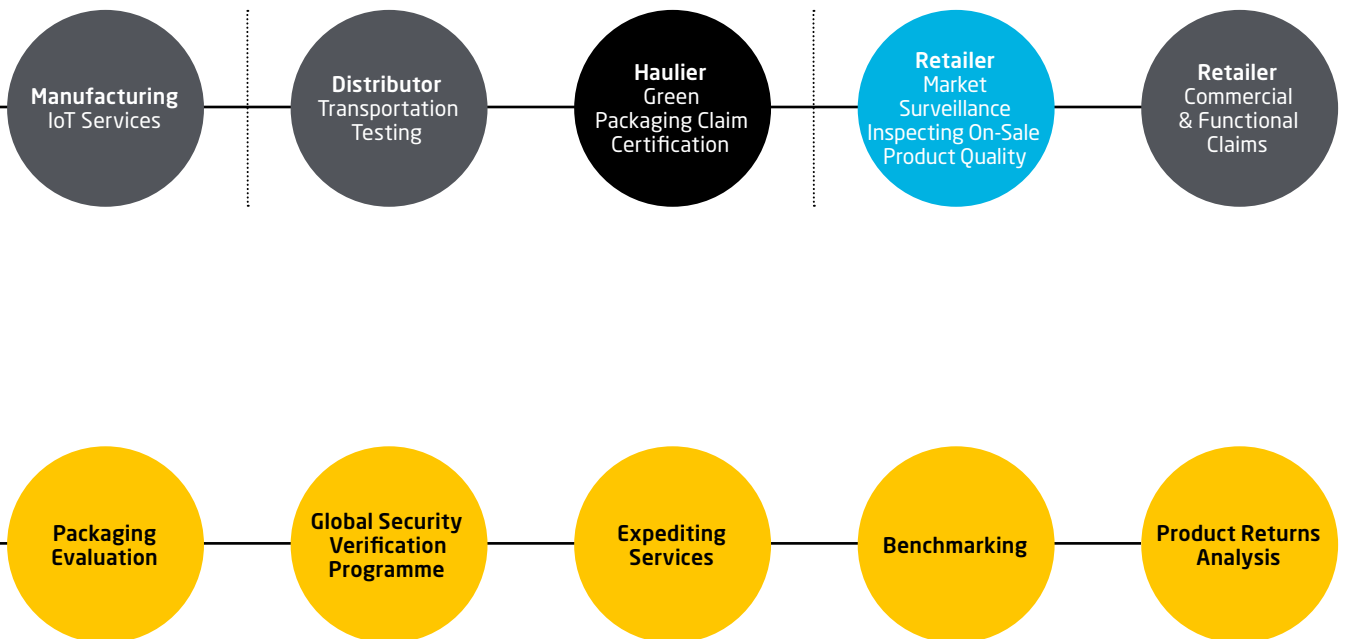 Manufacturing
IoT Services
Distributor
Transportation
Testing
Haulier
Green
Packaging Claim
Certification
Retailer
Market
Surveillance
Inspecting On-Sale
Product Quality
Retailer
Commercial
& Functional
Claims
Packaging
Evaluation
Global Security
Verification
Programme
Expediting
Services
Benchmarking
Product Returns
Analysis